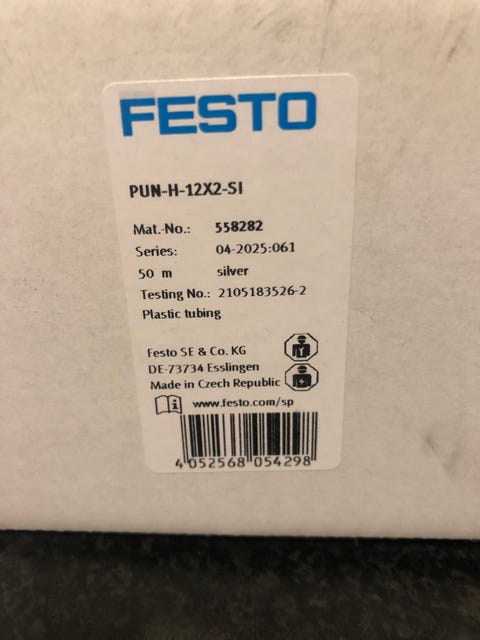 FESTO
PUN-H-12X2-SI
Mat.-No.: 558282
Series: 04-2025:061
50 m silver
Testing No.: 2105183526-2
Plastic tubing
Festo SE & Co. KG
DE-73734 Esslingen
Made in Czech Republic
www.festo.com/sp
4 052568 054298